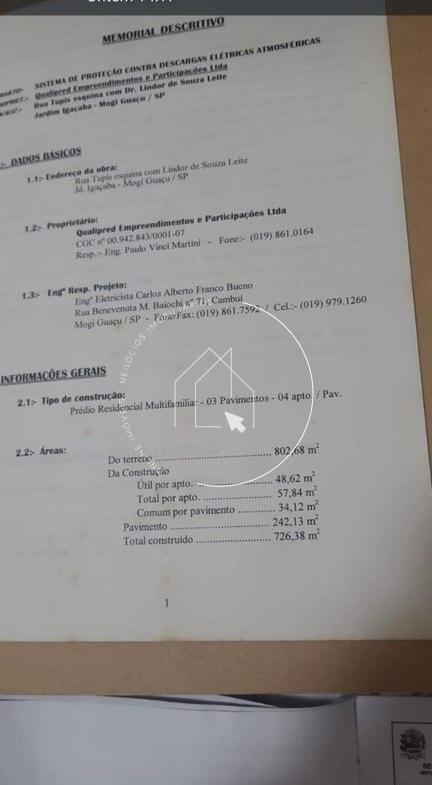 MEMORIAL DESCRITIVO
SISTEMA DE PROTEÇÃO CONTRA DESCARGAS ELÉTRICAS ATMOSFÉRICAS
Qualipred Empreendimentos e Participações Ltda
Rua Tupis esquina com Dr. Lindor de Souza Leite
Jardim Igaçaba - Mogi Guaçu / SP
DADOS BÁSICOS
1.1:- Endereço da obra:
Rua Tupis esquina com Lindor de Souza Leite
Jd. Igaçaba - Mogi Guaçu / SP
1.2:- Proprietário:
Qualipred Empreendimentos e Participações Ltda
CGC nº 00.942.843/0001-07
Resp.:- Eng. Paulo Vinci Martini - Fone:- (019) 861.0164
1.3:- Engº Resp. Projeto:
Engº Eletricista Carlos Alberto Franco Bueno
Rua Benevenuta M. Baiochi nº 71, Cambuí
Mogi Guaçu / SP - Fone/Fax: (019) 861.7592 / Cel.:- (019) 979.1260
INFORMAÇÕES GERAIS
2.1:- Tipo de construção:
Prédio Residencial Multifamilia: - 03 Pavimentos - 04 apto. / Pav.
2.2:- Áreas:
Do terreno ........................................ 802,68 m²
Da Construção
Útil por apto. ........................... 48,62 m²
Total por apto. ........................ 57,84 m²
Comum por pavimento ............. 34,12 m²
Pavimento .................................. 242,13 m²
Total construído .......................... 726,38 m²
1
NEGÓCIOS